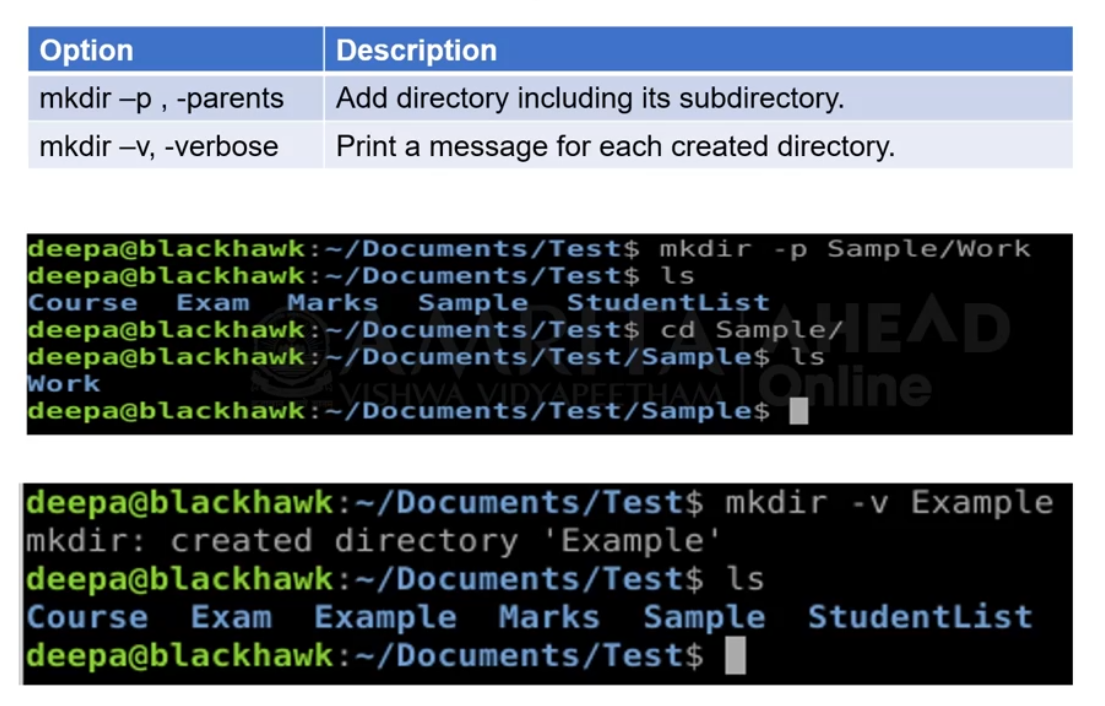 Option Description
mkdir –p , -parents Add directory including its subdirectory.
mkdir –v, -verbose Print a message for each created directory.
deepa@blackhawk:~/Documents/Test$ mkdir -p Sample/Work
deepa@blackhawk:~/Documents/Test$ ls
Course Exam Marks Sample StudentList
deepa@blackhawk:~/Documents/Test$ cd Sample/
deepa@blackhawk:~/Documents/Test/Sample$ ls
Work
deepa@blackhawk:~/Documents/Test/Sample$
AMRITA AHEAD
VISHWA VIDYAPEETHAM Online
deepa@blackhawk:~/Documents/Test$ mkdir -v Example
mkdir: created directory 'Example'
deepa@blackhawk:~/Documents/Test$ ls
Course Exam Example Marks Sample StudentList
deepa@blackhawk:~/Documents/Test$